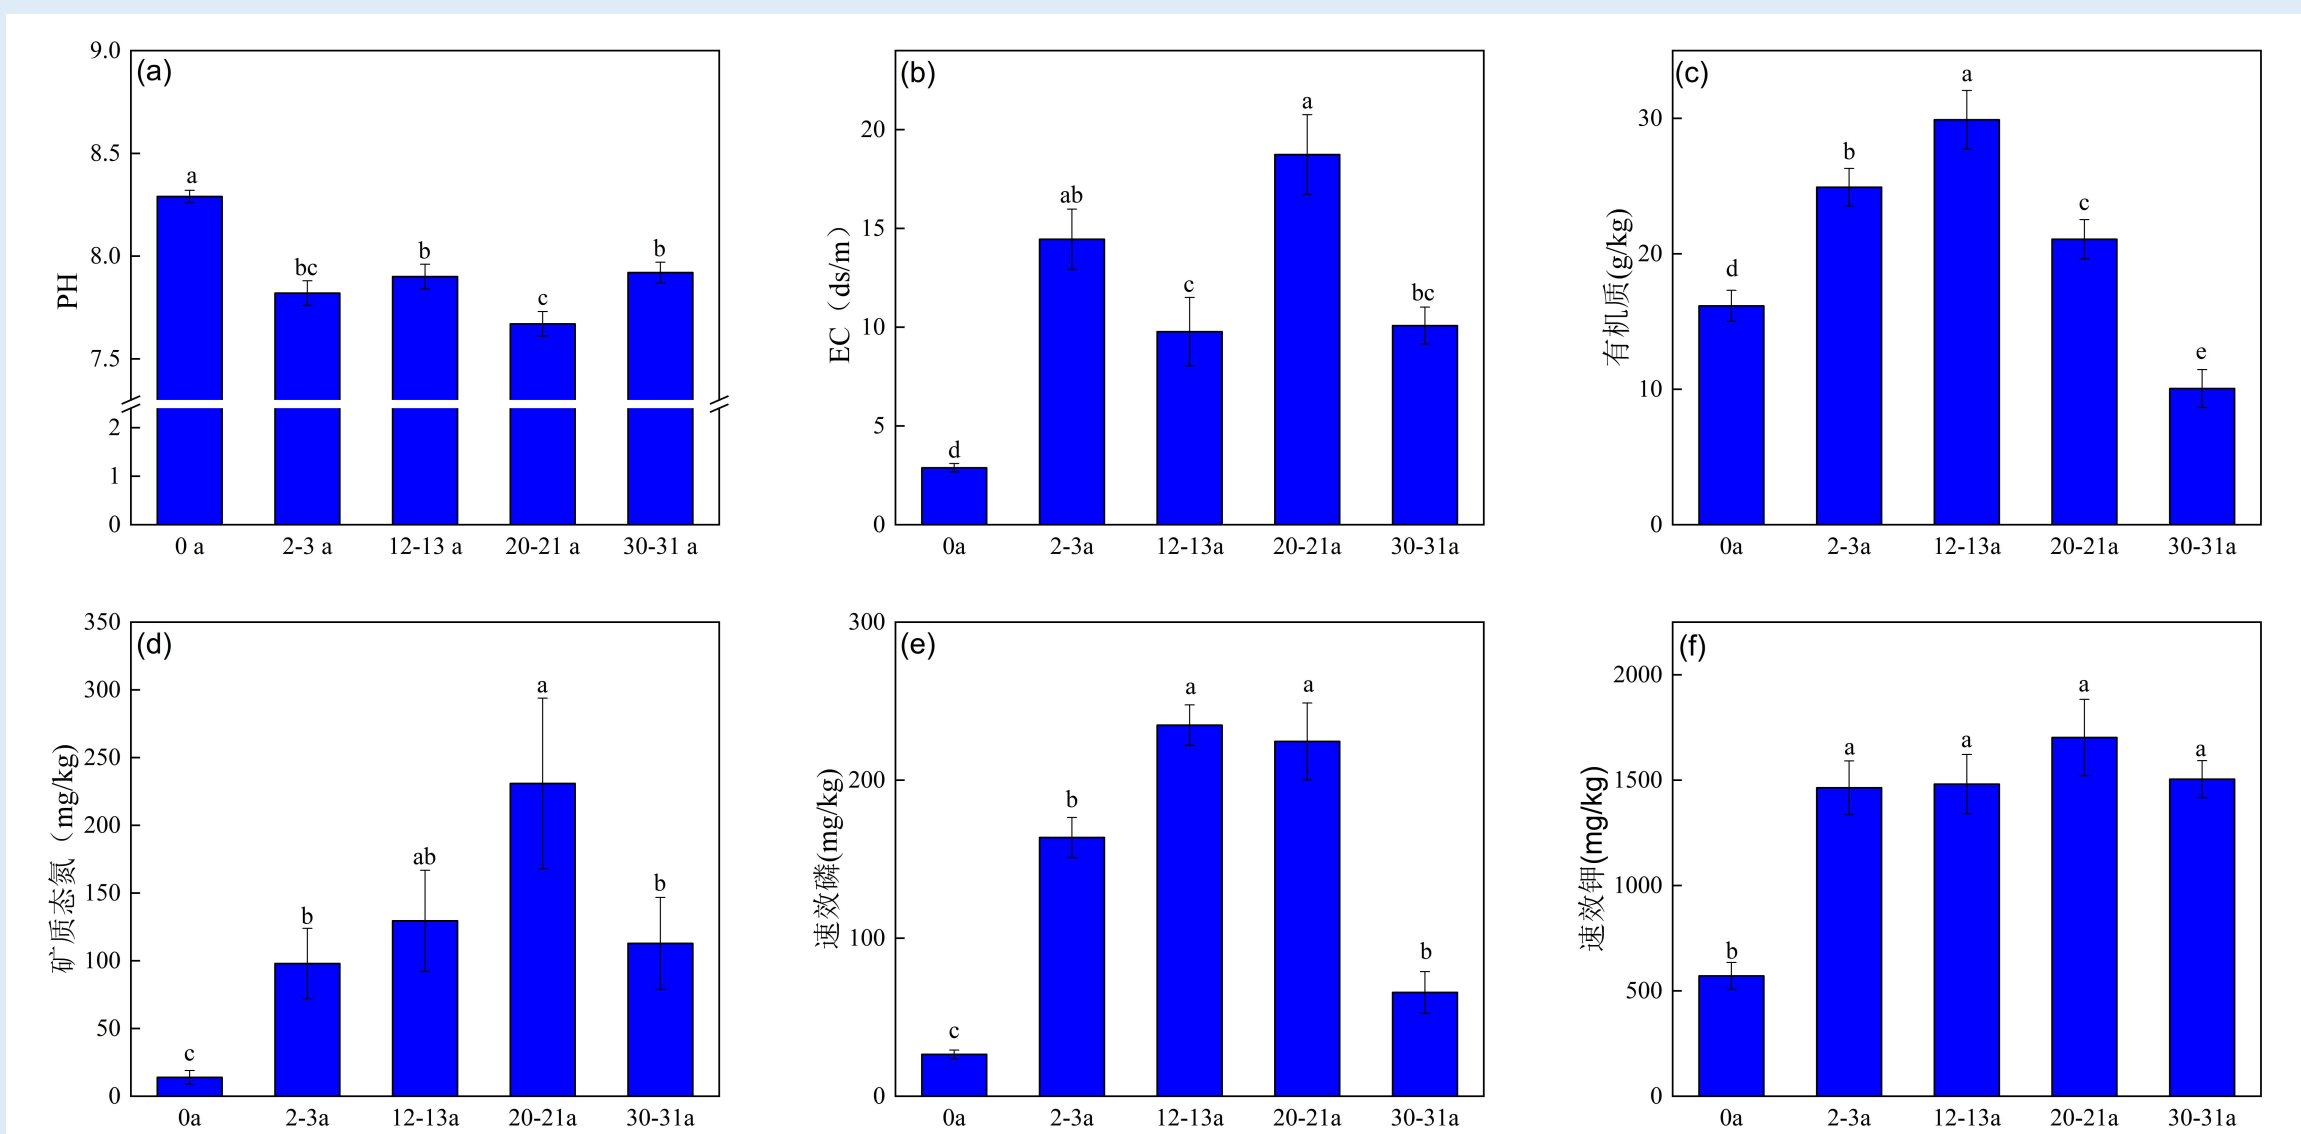 (a)
PH
9.0
8.5
8.0
7.5
2
1
0
a
bc
b
c
b
0 a 2-3 a 12-13 a 20-21 a 30-31 a
(b)
EC（ds/m）
20
15
10
5
0
d
ab
c
a
bc
0a 2-3a 12-13a 20-21a 30-31a
(c)
有机质(g/kg)
30
20
10
0
d
b
a
c
e
0a 2-3a 12-13a 20-21a 30-31a
(d)
矿质态氮（mg/kg)
350
300
250
200
150
100
50
0
c
b
ab
a
b
0a 2-3a 12-13a 20-21a 30-31a
(e)
速效磷(mg/kg)
300
200
100
0
c
b
a
a
b
0a 2-3a 12-13a 20-21a 30-31a
(f)
速效钾(mg/kg)
2000
1500
1000
500
0
b
a
a
a
a
0a 2-3a 12-13a 20-21a 30-31a